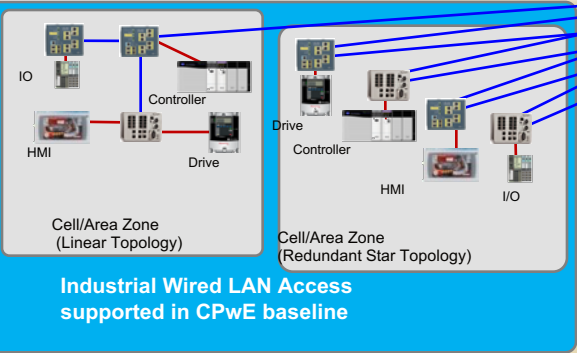 IO
Controller
HMI
Drive
Cell/Area Zone
(Linear Topology)
Drive
Controller
HMI
I/O
Cell/Area Zone
(Redundant Star Topology)
Industrial Wired LAN Access
supported in CPwE baseline